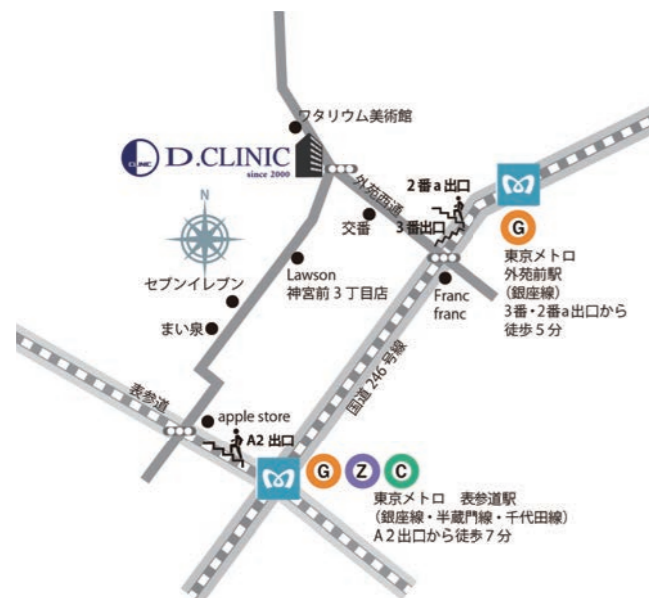 ワタリウム美術館
CLINIC
D.CLINIC
since 2000
外苑西通
2番a出口
3番出口
交番
N
G
東京メトロ
外苑前駅
（銀座線）
3番・2番a出口から
徒歩5分
Lawson
神宮前3丁目店
セブンイレブン
まい泉
Franc
franc
国道246号線
表参道
apple store
A2出口
G
Z
C
東京メトロ　表参道駅
（銀座線・半蔵門線・千代田線）
A2出口から徒歩7分